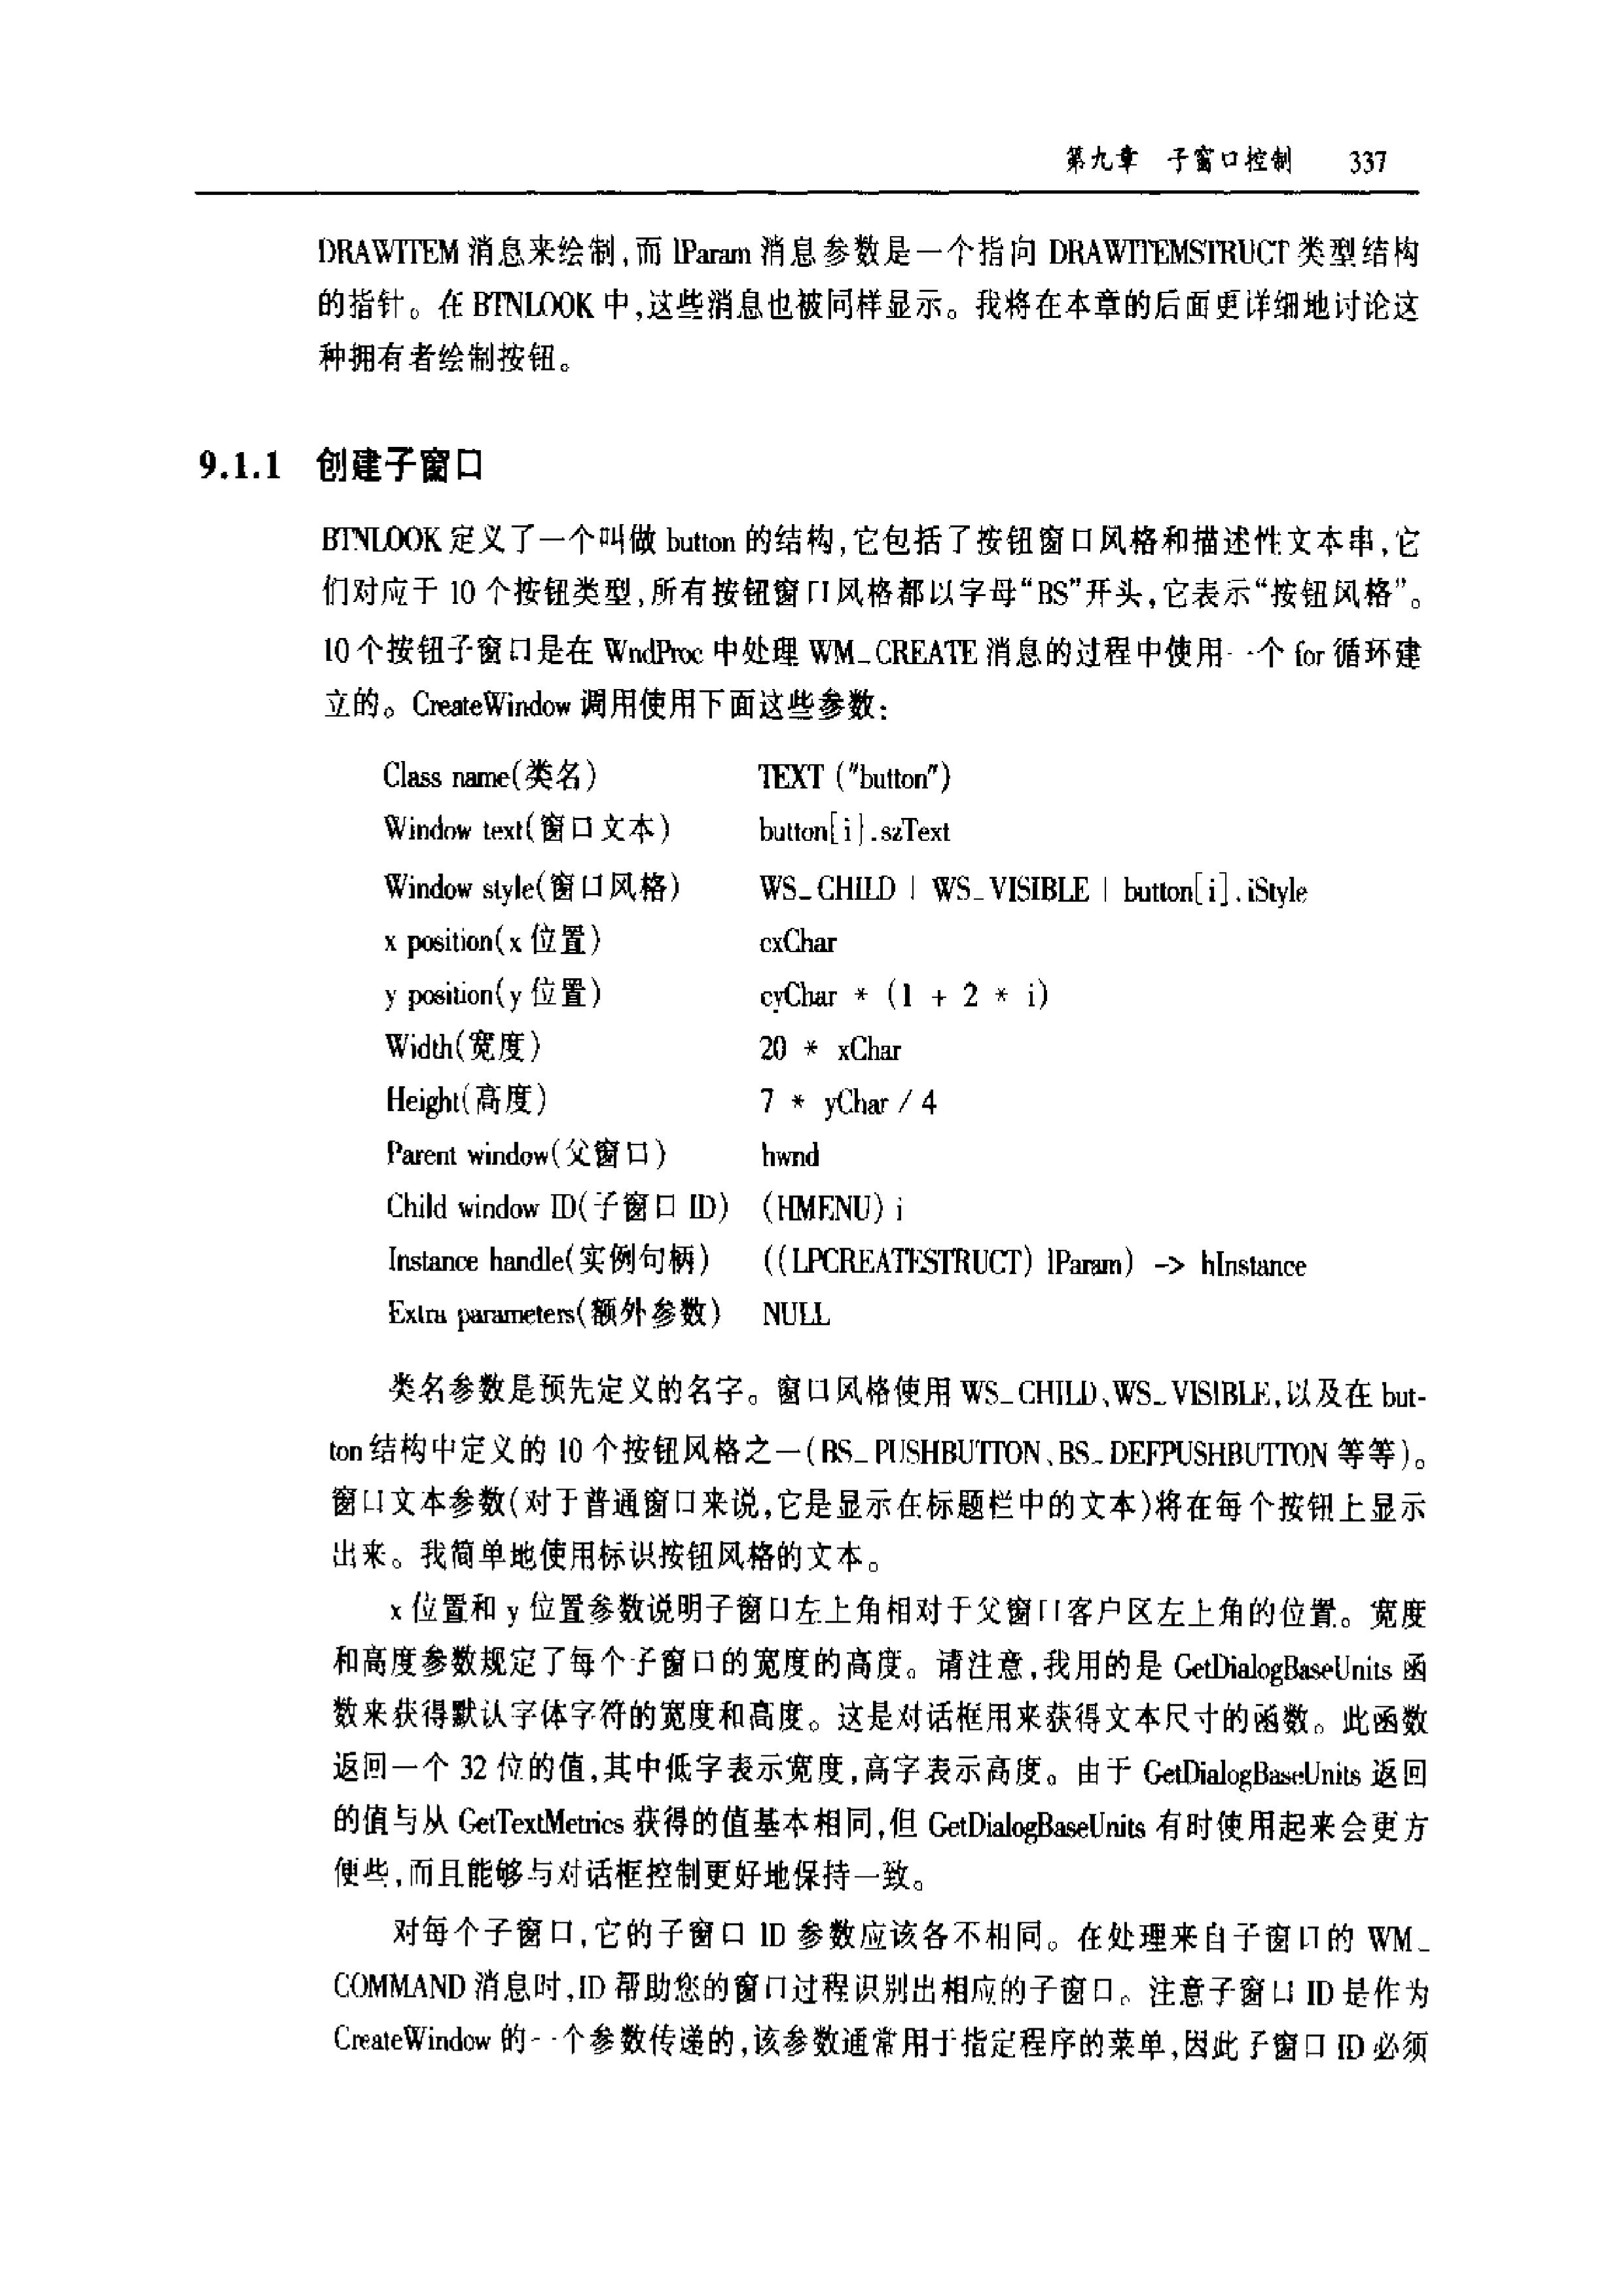 第九章 子窗口控制 337
DRAWITEM 消息来绘制,而 lParam 消息参数是一个指向 DRAWITEMSTRUCT 类型结构
的指针。在 BTNLOOK 中,这些消息也被同样显示。我将在本章的后面更详细地讨论这
种拥有者绘制按钮。
9.1.1 创建子窗口
BTNLOOK 定义了一个叫做 button 的结构,它包括了按钮窗口风格和描述性文本串,它
们对应于 10 个按钮类型,所有按钮窗口风格都以字母“BS”开头,它表示“按钮风格”。
10 个按钮子窗口是在 WndProc 中处理 WM_CREATE 消息的过程中使用一个 for 循环建
立的。CreateWindow 调用使用下面这些参数:
Class name(类名) TEXT ("button")
Window text(窗口文本) button[i].szText
Window style(窗口风格) WS_CHILD | WS_VISIBLE | button[i].iStyle
x position(x 位置) cxChar
y position(y 位置) cyChar * (1 + 2 * i)
Width(宽度) 20 * xChar
Height(高度) 7 * yChar / 4
Parent window(父窗口) hwnd
Child window ID(子窗口 ID) (HMENU) i
Instance handle(实例句柄) ((LPCREATESTRUCT) lParam) -> hInstance
Extra parameters(额外参数) NULL
类名参数是预先定义的名字。窗口风格使用 WS_CHILD、WS_VISIBLE,以及在 but-
ton 结构中定义的 10 个按钮风格之一(BS_PUSHBUTTON、BS_DEFPUSHBUTTON 等等)。
窗口文本参数(对于普通窗口来说,它是显示在标题栏中的文本)将在每个按钮上显示
出来。我简单地使用标识按钮风格的文本。
x 位置和 y 位置参数说明子窗口左上角相对于父窗口客户区左上角的位置。宽度
和高度参数规定了每个子窗口的宽度的高度。请注意,我用的是 GetDialogBaseUnits 函
数来获得默认字体字符的宽度和高度。这是对话框用来获得文本尺寸的函数。此函数
返回一个 32 位的值,其中低字表示宽度,高字表示高度。由于 GetDialogBaseUnits 返回
的值与从 GetTextMetrics 获得的值基本相同,但 GetDialogBaseUnits 有时使用起来会更方
便些,而且能够与对话框控制更好地保持一致。
对每个子窗口,它的子窗口 ID 参数应该各不相同。在处理来自子窗口的 WM_
COMMAND 消息时,ID 帮助您的窗口过程识别出相应的子窗口。注意子窗口 ID 是作为
CreateWindow 的一个参数传递的,该参数通常用于指定程序的菜单,因此子窗口 ID 必须